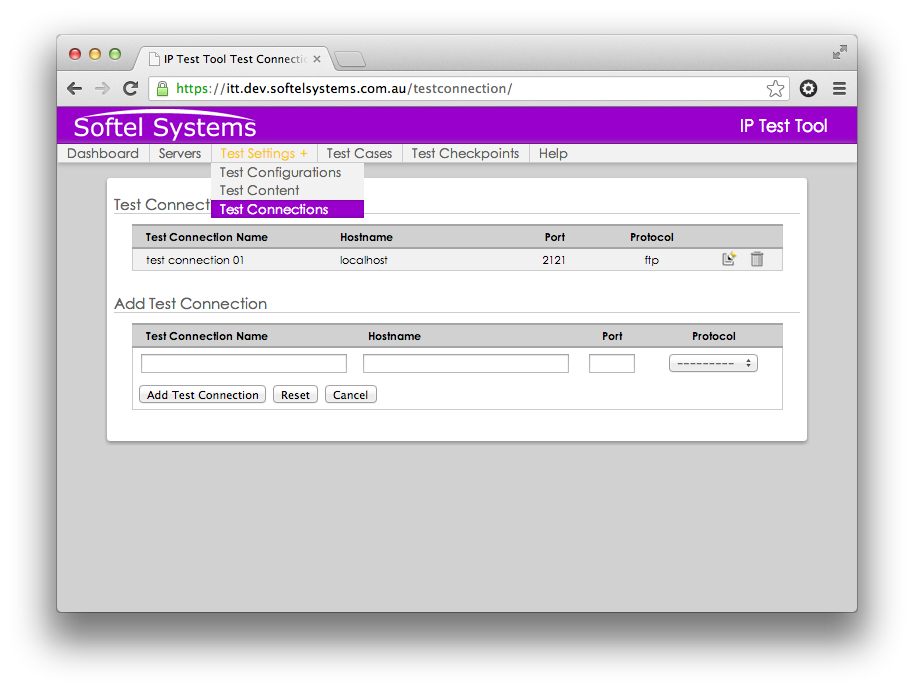 IP Test Tool Test Connecti
https://itt.dev.softelsystems.com.au/testconnection/
Softel Systems IP Test Tool
Dashboard Servers Test Settings + Test Cases Test Checkpoints Help
Test Configurations
Test Content
Test Connections
Test Connect
Test Connection Name Hostname Port Protocol
test connection 01 localhost 2121 ftp
Add Test Connection
Test Connection Name Hostname Port Protocol
---------
Add Test Connection Reset Cancel